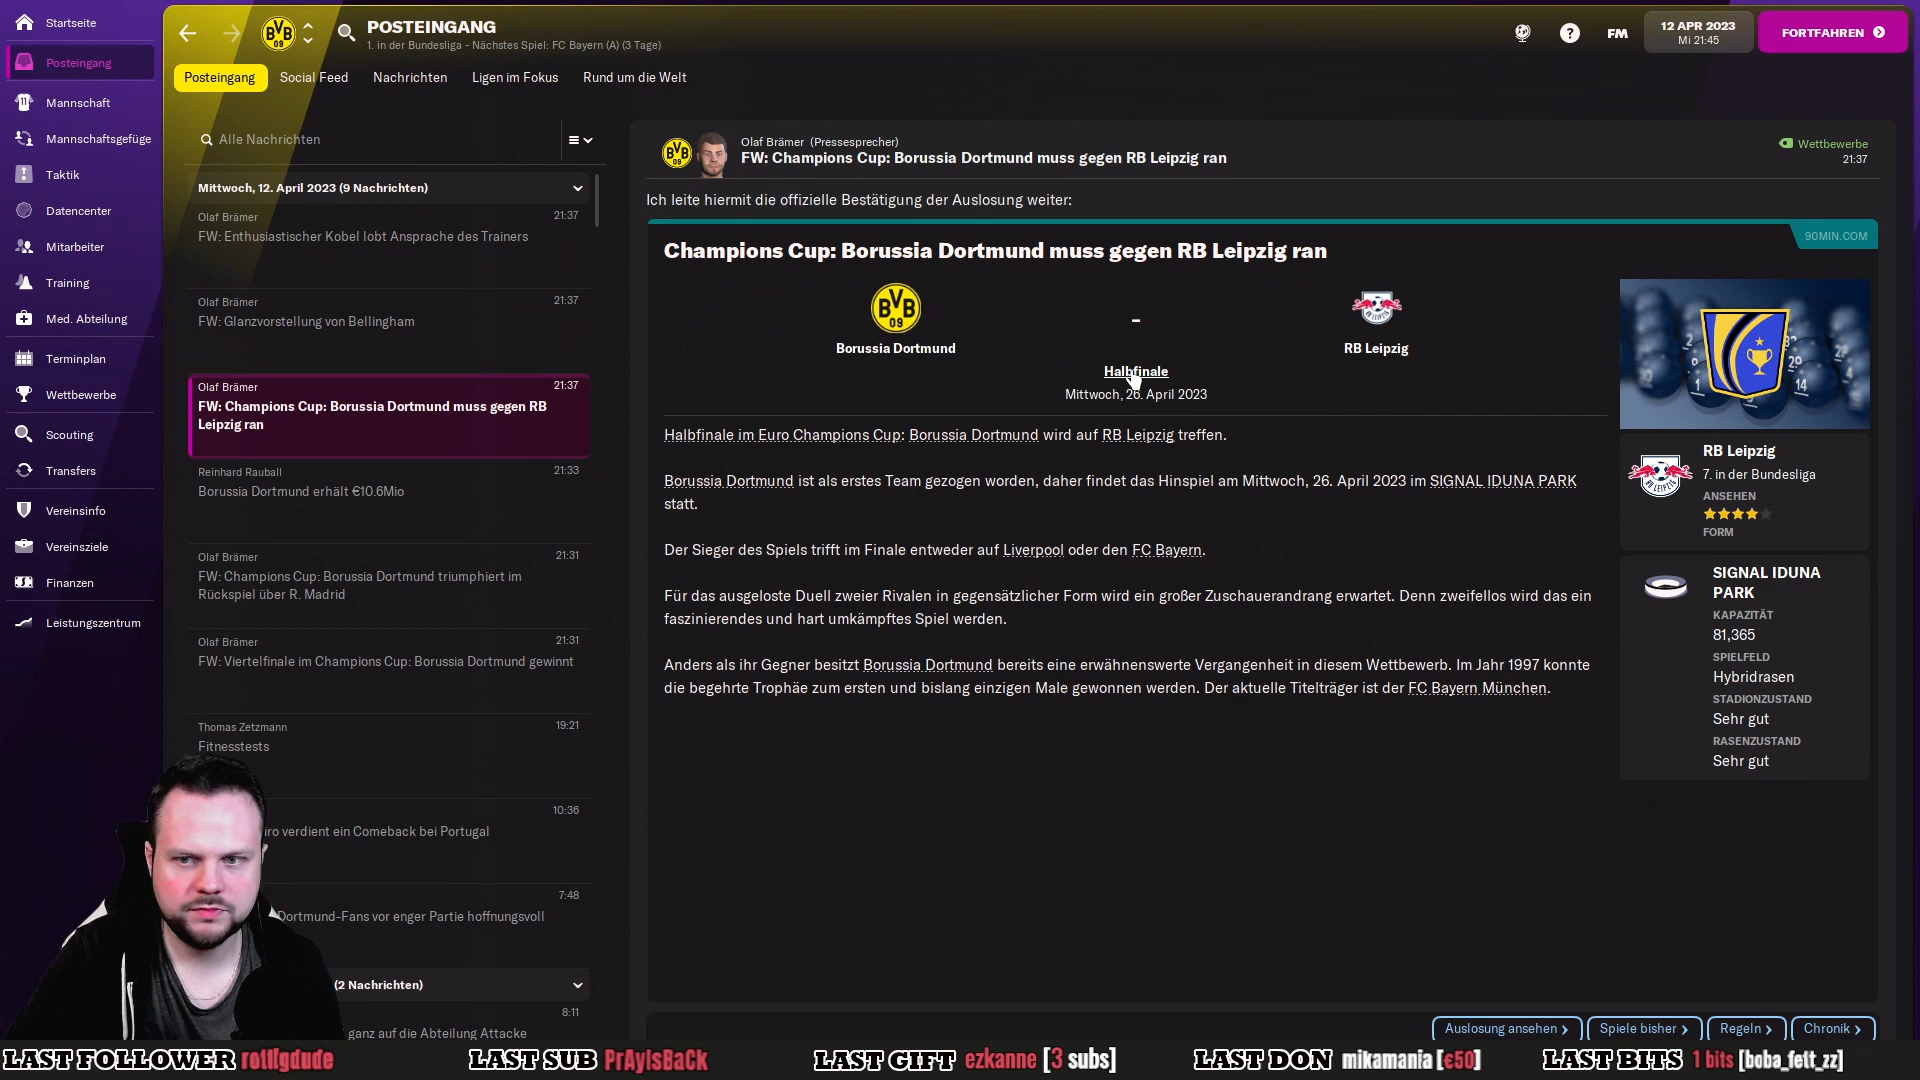 Startseite
Posteingang
Mannschaft
Mannschaftsgefüge
Taktik
Datencenter
Mitarbeiter
Training
Med. Abteilung
Terminplan
Wettbewerbe
Scouting
Transfers
Vereinsinfo
Vereinsziele
Finanzen
Leistungszentrum
POSTEINGANG
1. in der Bundesliga - Nächstes Spiel: FC Bayern (A) (3 Tage)
FM
12 APR 2023
Mi 21:45
FORTFAHREN
Posteingang
Social Feed
Nachrichten
Ligen im Fokus
Rund um die Welt
Alle Nachrichten
Mittwoch, 12. April 2023 (9 Nachrichten)
Olaf Brämer 21:37
FW: Enthusiastischer Kobel lobt Ansprache des Trainers
Olaf Brämer 21:37
FW: Glanzvorstellung von Bellingham
Olaf Brämer 21:37
FW: Champions Cup: Borussia Dortmund muss gegen RB
Leipzig ran
Reinhard Rauball 21:33
Borussia Dortmund erhält €10.6Mio
Olaf Brämer 21:31
FW: Champions Cup: Borussia Dortmund triumphiert im
Rückspiel über R. Madrid
Olaf Brämer 21:31
FW: Viertelfinale im Champions Cup: Borussia Dortmund gewinnt
Thomas Zetzmann 19:21
Fitnesstests
10:36
iro verdient ein Comeback bei Portugal
7:48
Dortmund-Fans vor enger Partie hoffnungsvoll
(2 Nachrichten)
8:11
ganz auf die Abteilung Attacke
Olaf Brämer (Pressesprecher)
FW: Champions Cup: Borussia Dortmund muss gegen RB Leipzig ran
Wettbewerbe
21:37
Ich leite hiermit die offizielle Bestätigung der Auslosung weiter:
90MIN.COM
Champions Cup: Borussia Dortmund muss gegen RB Leipzig ran
BVB 09
Borussia Dortmund
-
RB Leipzig
Halbfinale
Mittwoch, 26. April 2023
Halbfinale im Euro Champions Cup: Borussia Dortmund wird auf RB Leipzig treffen.
Borussia Dortmund ist als erstes Team gezogen worden, daher findet das Hinspiel am Mittwoch, 26. April 2023 im SIGNAL IDUNA PARK
statt.
Der Sieger des Spiels trifft im Finale entweder auf Liverpool oder den FC Bayern.
Für das ausgeloste Duell zweier Rivalen in gegensätzlicher Form wird ein großer Zuschauerandrang erwartet. Denn zweifellos wird das ein
faszinierendes und hart umkämpftes Spiel werden.
Anders als ihr Gegner besitzt Borussia Dortmund bereits eine erwähnenswerte Vergangenheit in diesem Wettbewerb. Im Jahr 1997 konnte
die begehrte Trophäe zum ersten und bislang einzigen Male gewonnen werden. Der aktuelle Titelträger ist der FC Bayern München.
RB Leipzig
7. in der Bundesliga
ANSEHEN
FORM
SIGNAL IDUNA
PARK
KAPAZITÄT
81,365
SPIELFELD
Hybridrasen
STADIONZUSTAND
Sehr gut
RASENZUSTAND
Sehr gut
Auslosung ansehen
Spiele bisher
Regeln
Chronik
LAST FOLLOWER rottigdude
LAST SUB PrAyIsBaCk
LAST GIFT ezkanne [3 subs]
LAST DON mikamania [€50]
LAST BITS 1 bits [boba_fett_zz]